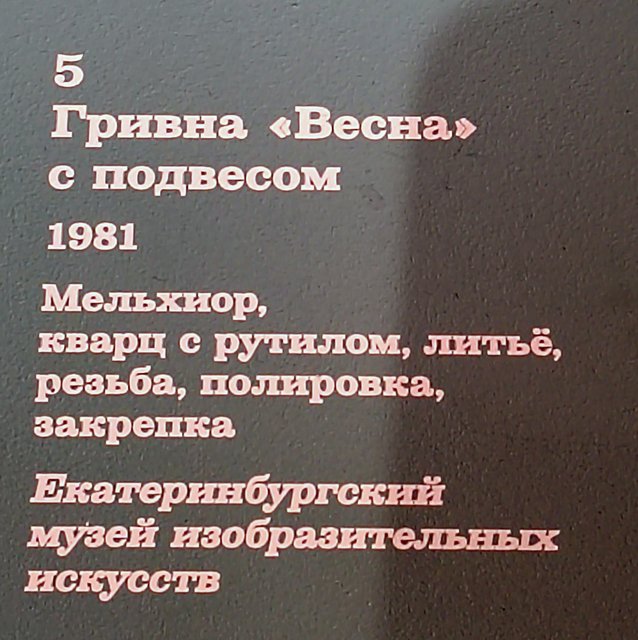 5
Гривна «Весна»
с подвесом
1981
Мельхиор,
кварц с рутилом, литьё,
резьба, полировка,
закрепка
Екатеринбургский
музей изобразительных
искусств